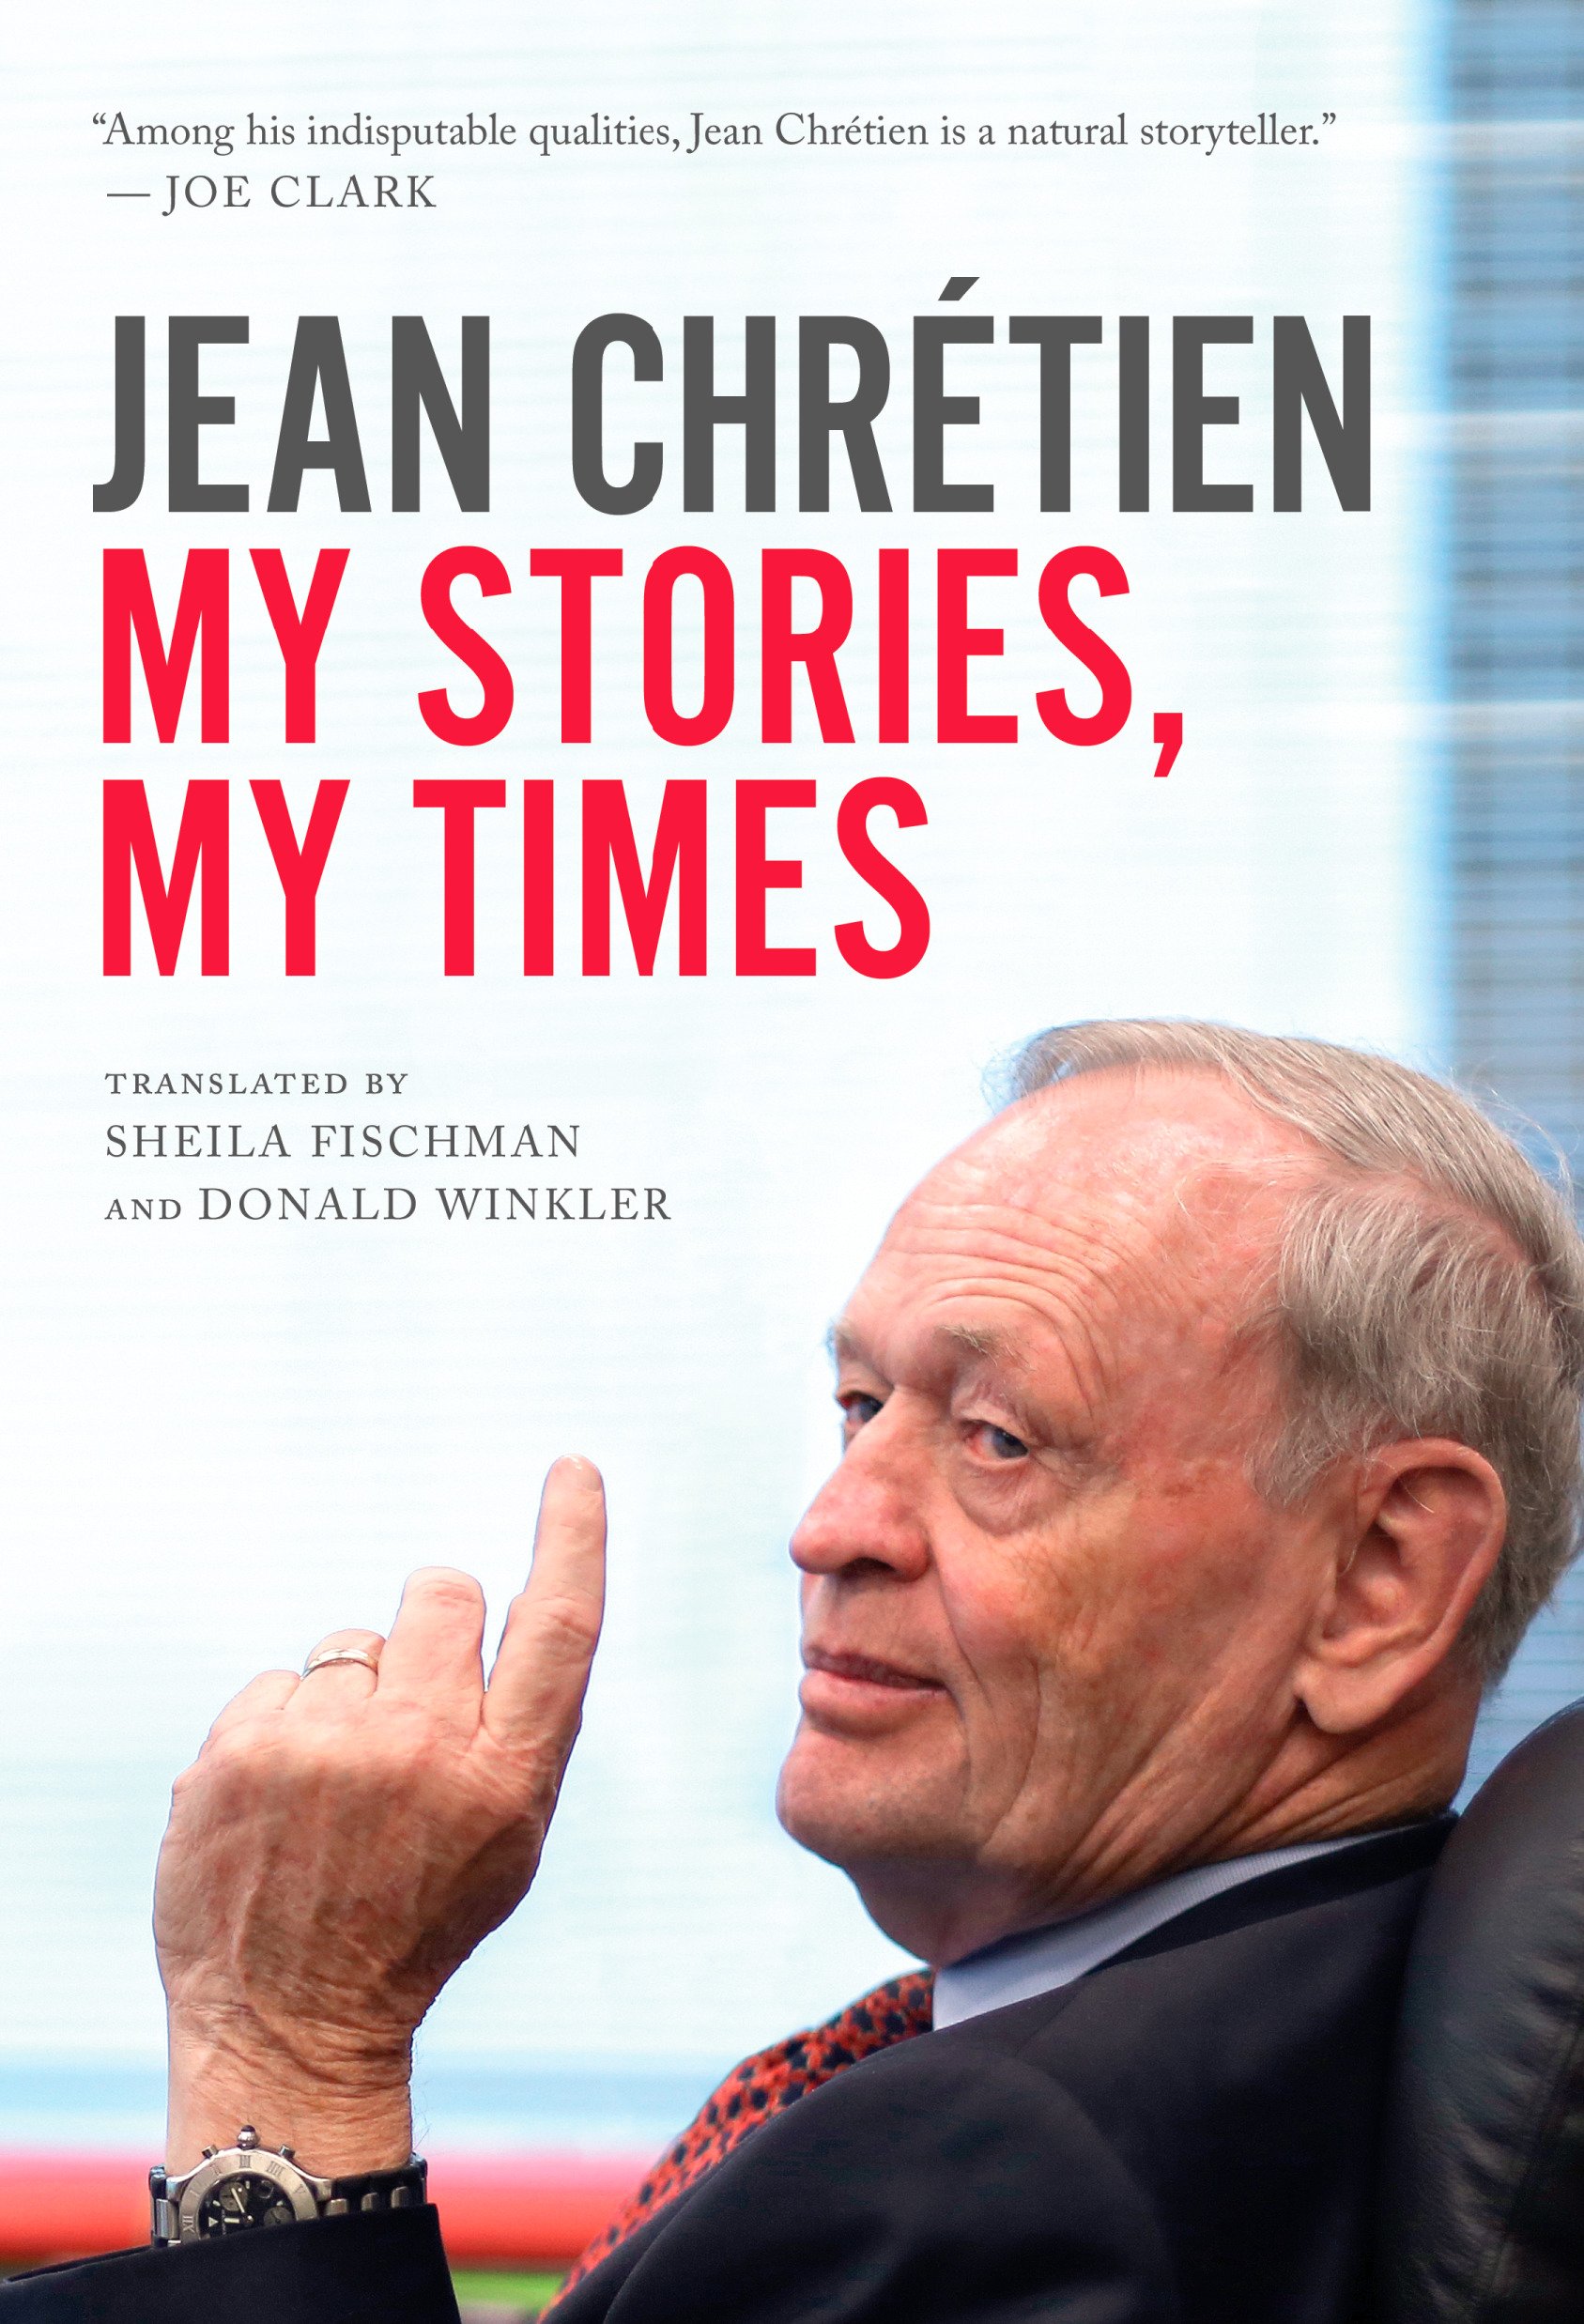 “Among his indisputable qualities, Jean Chrétien is a natural storyteller.”
— JOE CLARK
JEAN CHRÉTIEN
MY STORIES,
MY TIMES
TRANSLATED BY
SHEILA FISCHMAN
AND DONALD WINKLER